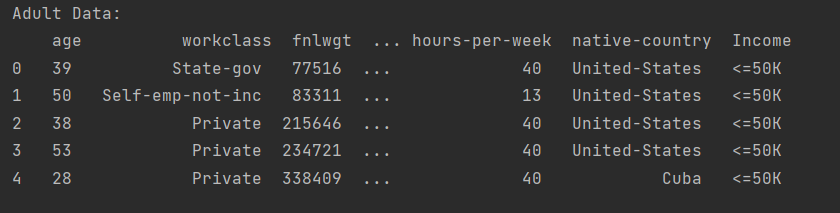 Adult Data:
age workclass fnlwgt ... hours-per-week native-country Income
0 39 State-gov 77516 ... 40 United-States <=50K
1 50 Self-emp-not-inc 83311 ... 13 United-States <=50K
2 38 Private 215646 ... 40 United-States <=50K
3 53 Private 234721 ... 40 United-States <=50K
4 28 Private 338409 ... 40 Cuba <=50K